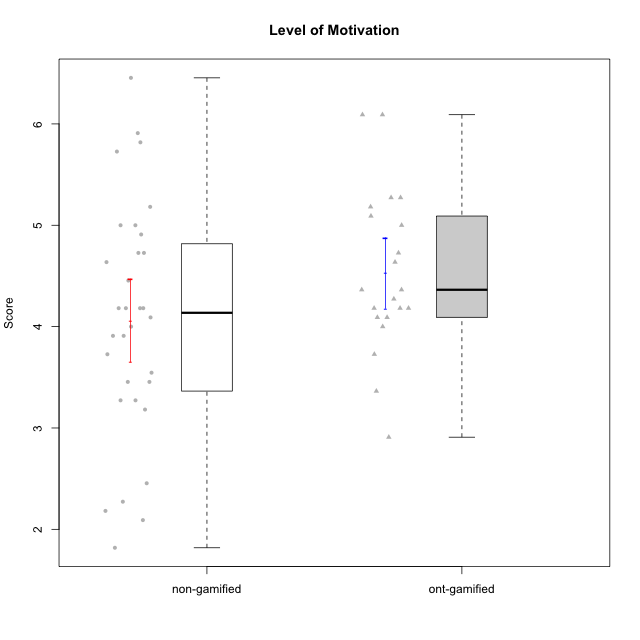 Level of Motivation
Score
6
5
4
3
2
non-gamified
ont-gamified